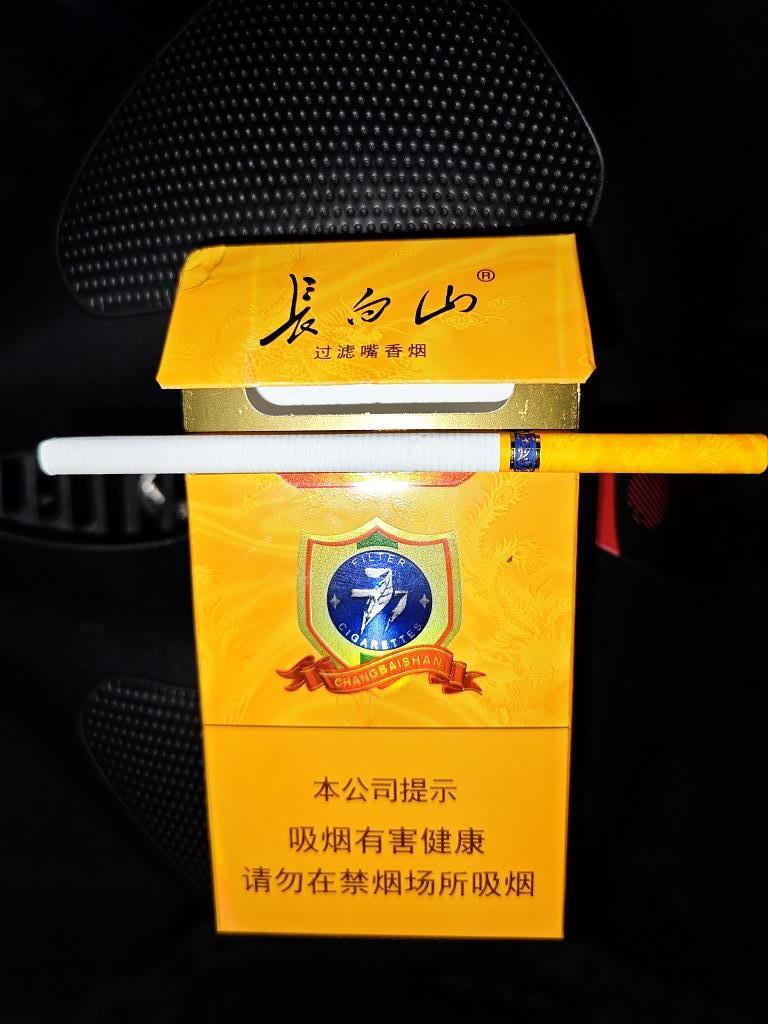 長白山®
过滤嘴香烟
FILTER
CIGARETTES
CHANGBAISHAN
本公司提示
吸烟有害健康
请勿在禁烟场所吸烟